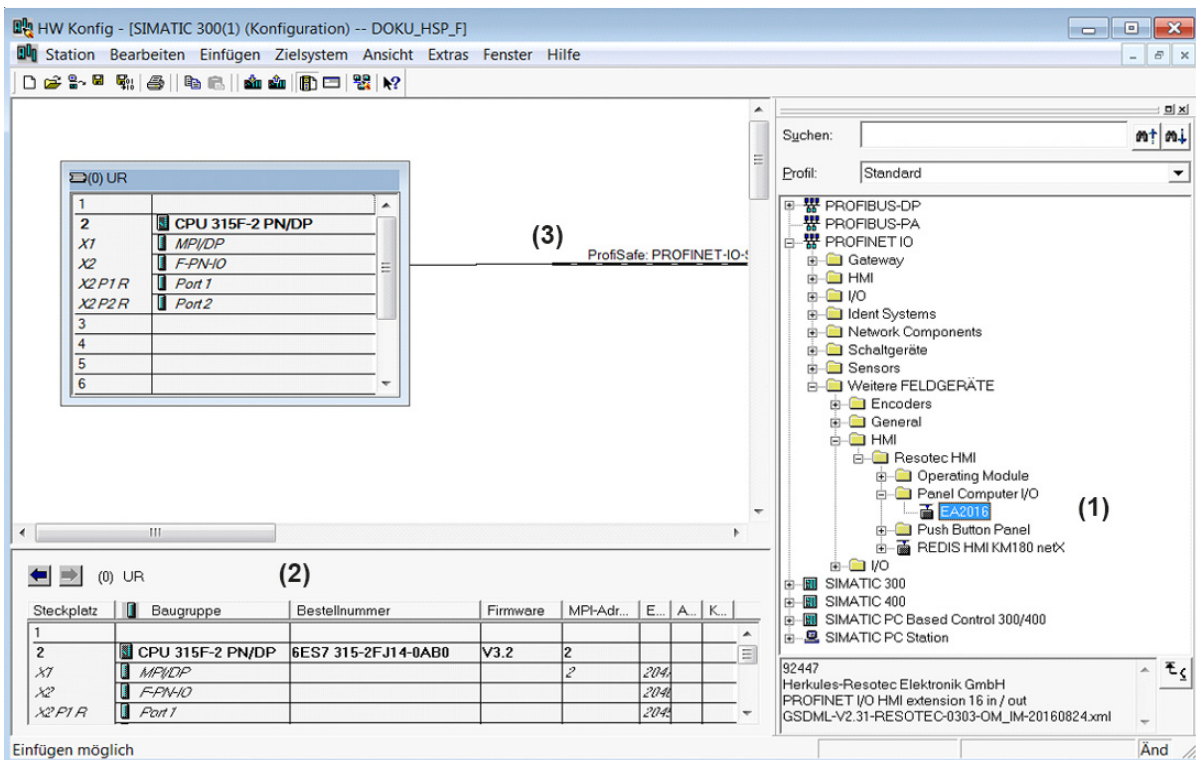 HW Konfig - [SIMATIC 300(1) (Konfiguration) -- DOKU_HSP_F]
Station Bearbeiten Einfügen Zielsystem Ansicht Extras Fenster Hilfe
(0) UR
1
2 CPU 315F-2 PN/DP
X1 MPI/DP
X2 F-PN-IO
X2 P1 R Port 1
X2 P2 R Port 2
3
4
5
6
(3)
ProfiSafe: PROFINET-IO-
Suchen:
Profil: Standard
PROFIBUS-DP
PROFIBUS-PA
PROFINET IO
Gateway
HMI
I/O
Ident Systems
Network Components
Schaltgeräte
Sensors
Weitere FELDGERÄTE
Encoders
General
HMI
Resotec HMI
Operating Module
Panel Computer I/O
EA2016
Push Button Panel
REDIS HMI KM180 netX
I/O
SIMATIC 300
SIMATIC 400
SIMATIC PC Based Control 300/400
SIMATIC PC Station
(1)
92447
Herkules-Resotec Elektronik GmbH
PROFINET I/O HMI extension 16 in / out
GSDML-V2.31-RESOTEC-0303-OM_IM-20160824.xml
(0) UR
(2)
Steckplatz Baugruppe Bestellnummer Firmware MPI-Adr... E... A... K...
1
2 CPU 315F-2 PN/DP 6ES7 315-2FJ14-0AB0 V3.2 2
X1 MPI/DP 2 204
X2 F-PN-IO 204
X2 P1 R Port 1 204
Einfügen möglich
Änd